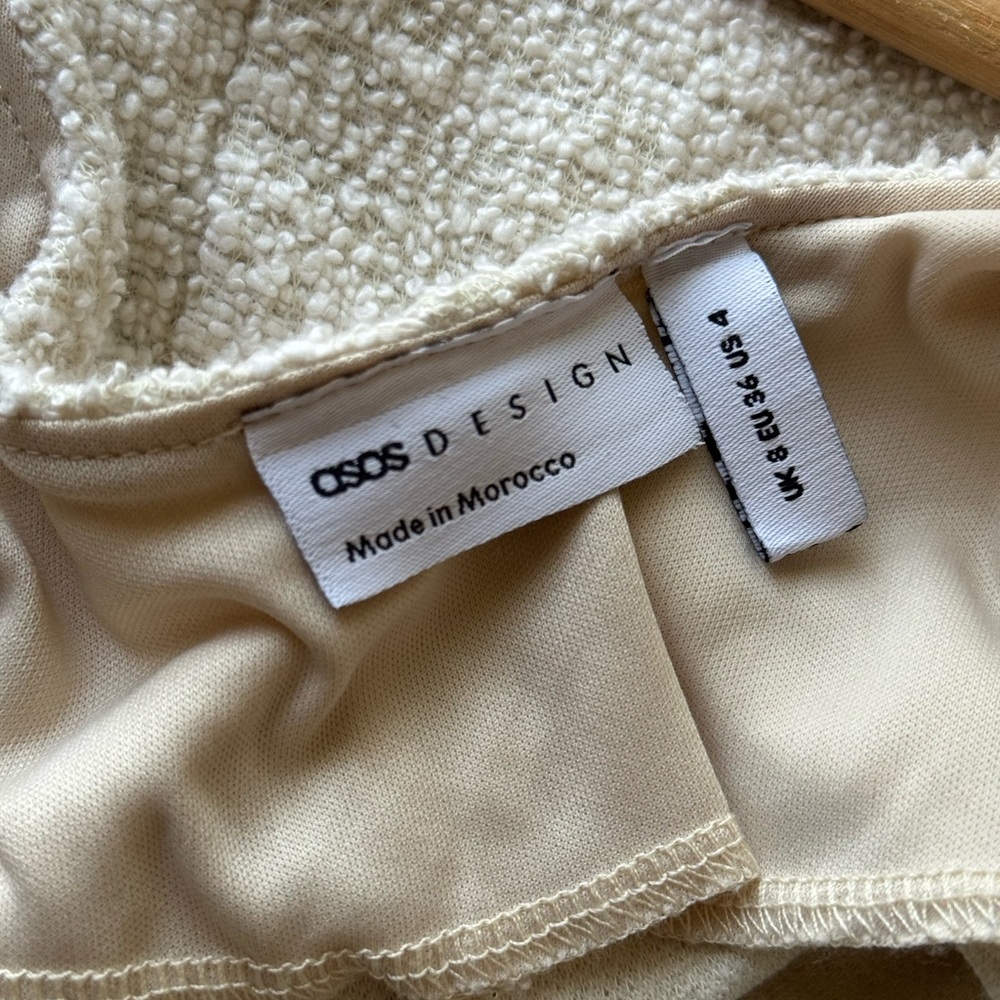 asos DESIGN
Made in Morocco
UK 8 EU 36 US 4